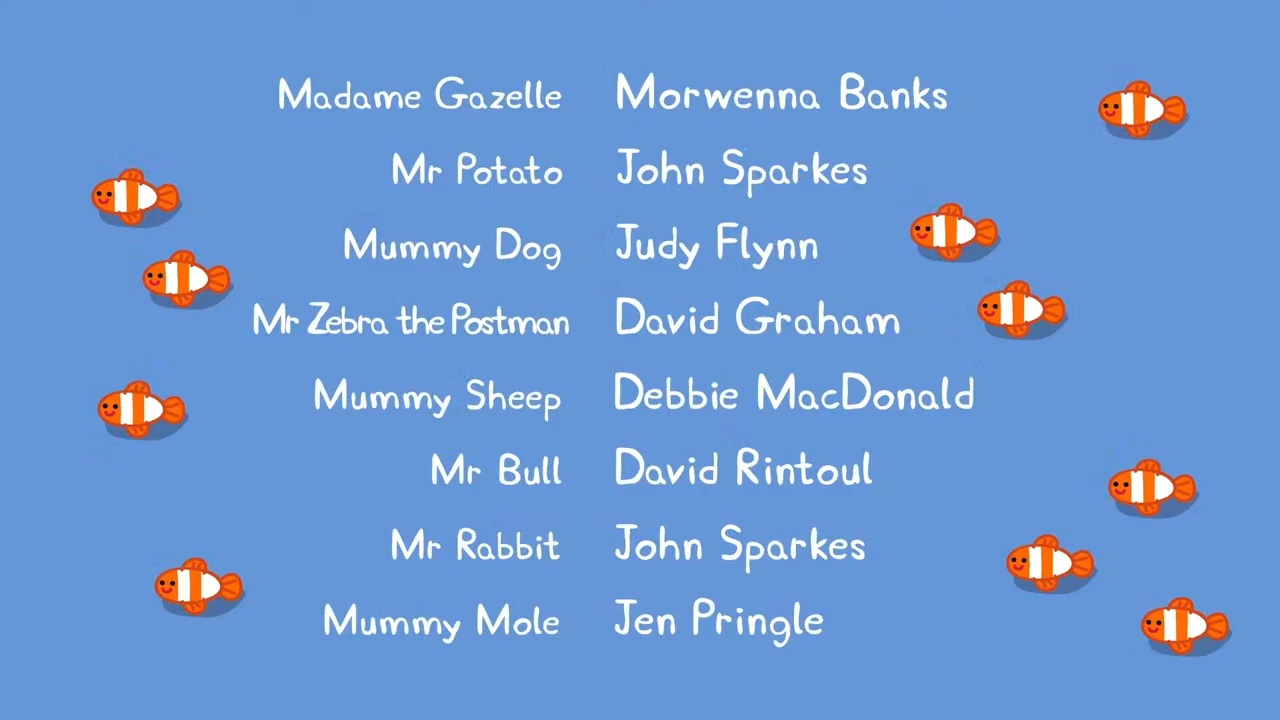 Madame Gazelle Morwenna Banks
Mr Potato John Sparkes
Mummy Dog Judy Flynn
Mr Zebra the Postman David Graham
Mummy Sheep Debbie MacDonald
Mr Bull David Rintoul
Mr Rabbit John Sparkes
Mummy Mole Jen Pringle